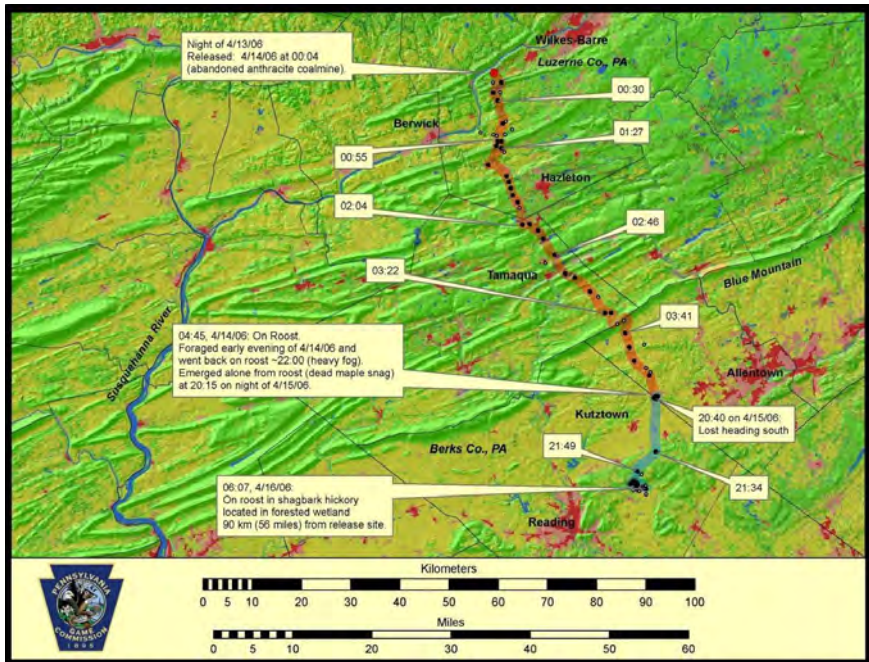 Night of 4/13/06
Released: 4/14/06 at 00:04
(abandoned anthracite coalmine).
Wilkes-Barre
Luzerne Co., PA
00:30
Berwick
01:27
00:55
Hazleton
02:04
02:46
03:22
Tamaqua
Blue Mountain
03:41
Susquehanna River
04:45, 4/14/06: On Roost.
Foraged early evening of 4/14/06 and
went back on roost ~22:00 (heavy fog).
Emerged alone from roost (dead maple snag)
at 20:15 on night of 4/15/06.
Allentown
Kutztown
20:40 on 4/15/06:
Lost heading south
Berks Co., PA
21:49
21:34
06:07, 4/16/06:
On roost in shagbark hickory
located in forested wetland
90 km (56 miles) from release site.
Reading
Kilometers
0 5 10 20 30 40 50 60 70 80 90 100
Miles
0 5 10 20 30 40 50 60
PENNSYLVANIA
GAME
COMMISSION
1895